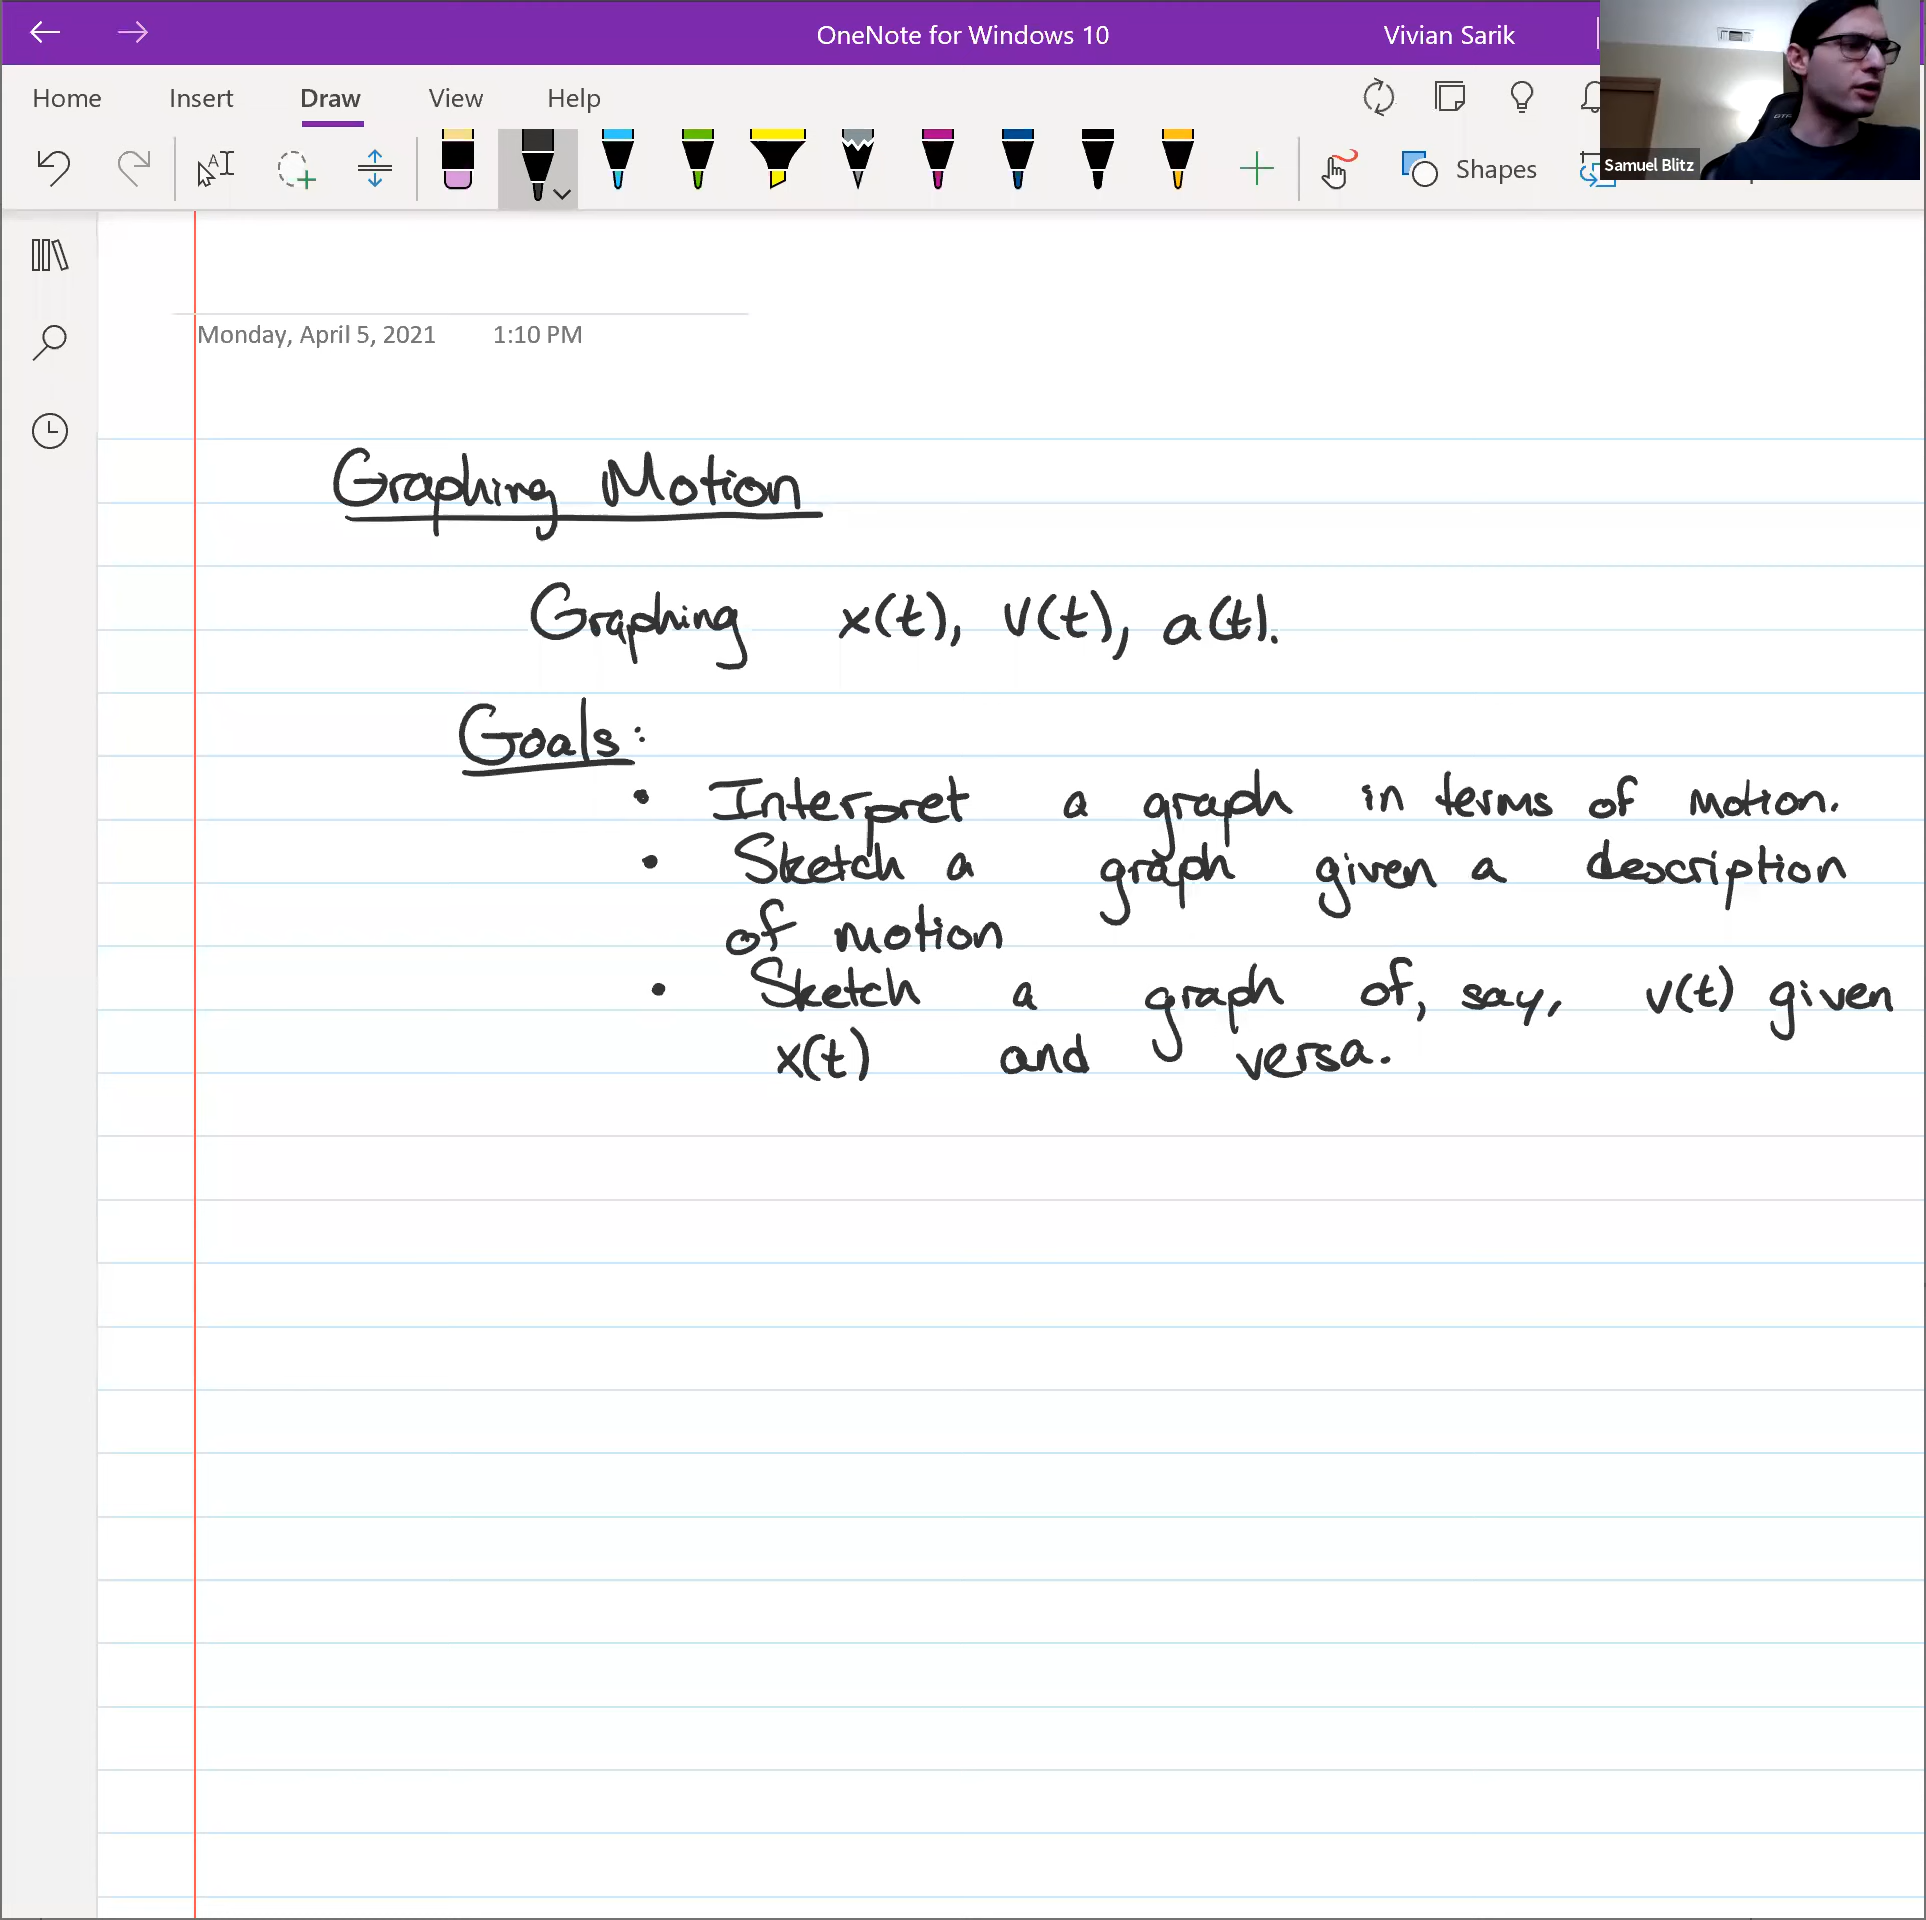 OneNote for Windows 10
Vivian Sarik
Home Insert Draw View Help
Shapes
Samuel Blitz
Monday, April 5, 2021 1:10 PM
Graphing Motion
Graphing x(t), v(t), a(t).
Goals:
• Interpret a graph in terms of motion.
• Sketch a graph given a description
of motion
• Sketch a graph of, say, v(t) given
x(t) and versa.